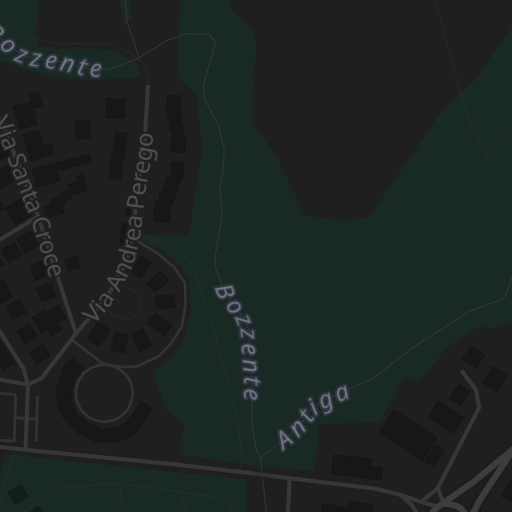 Bozzente
Via Santa Croce
Via Andrea Perego
Bozzente
Antiga